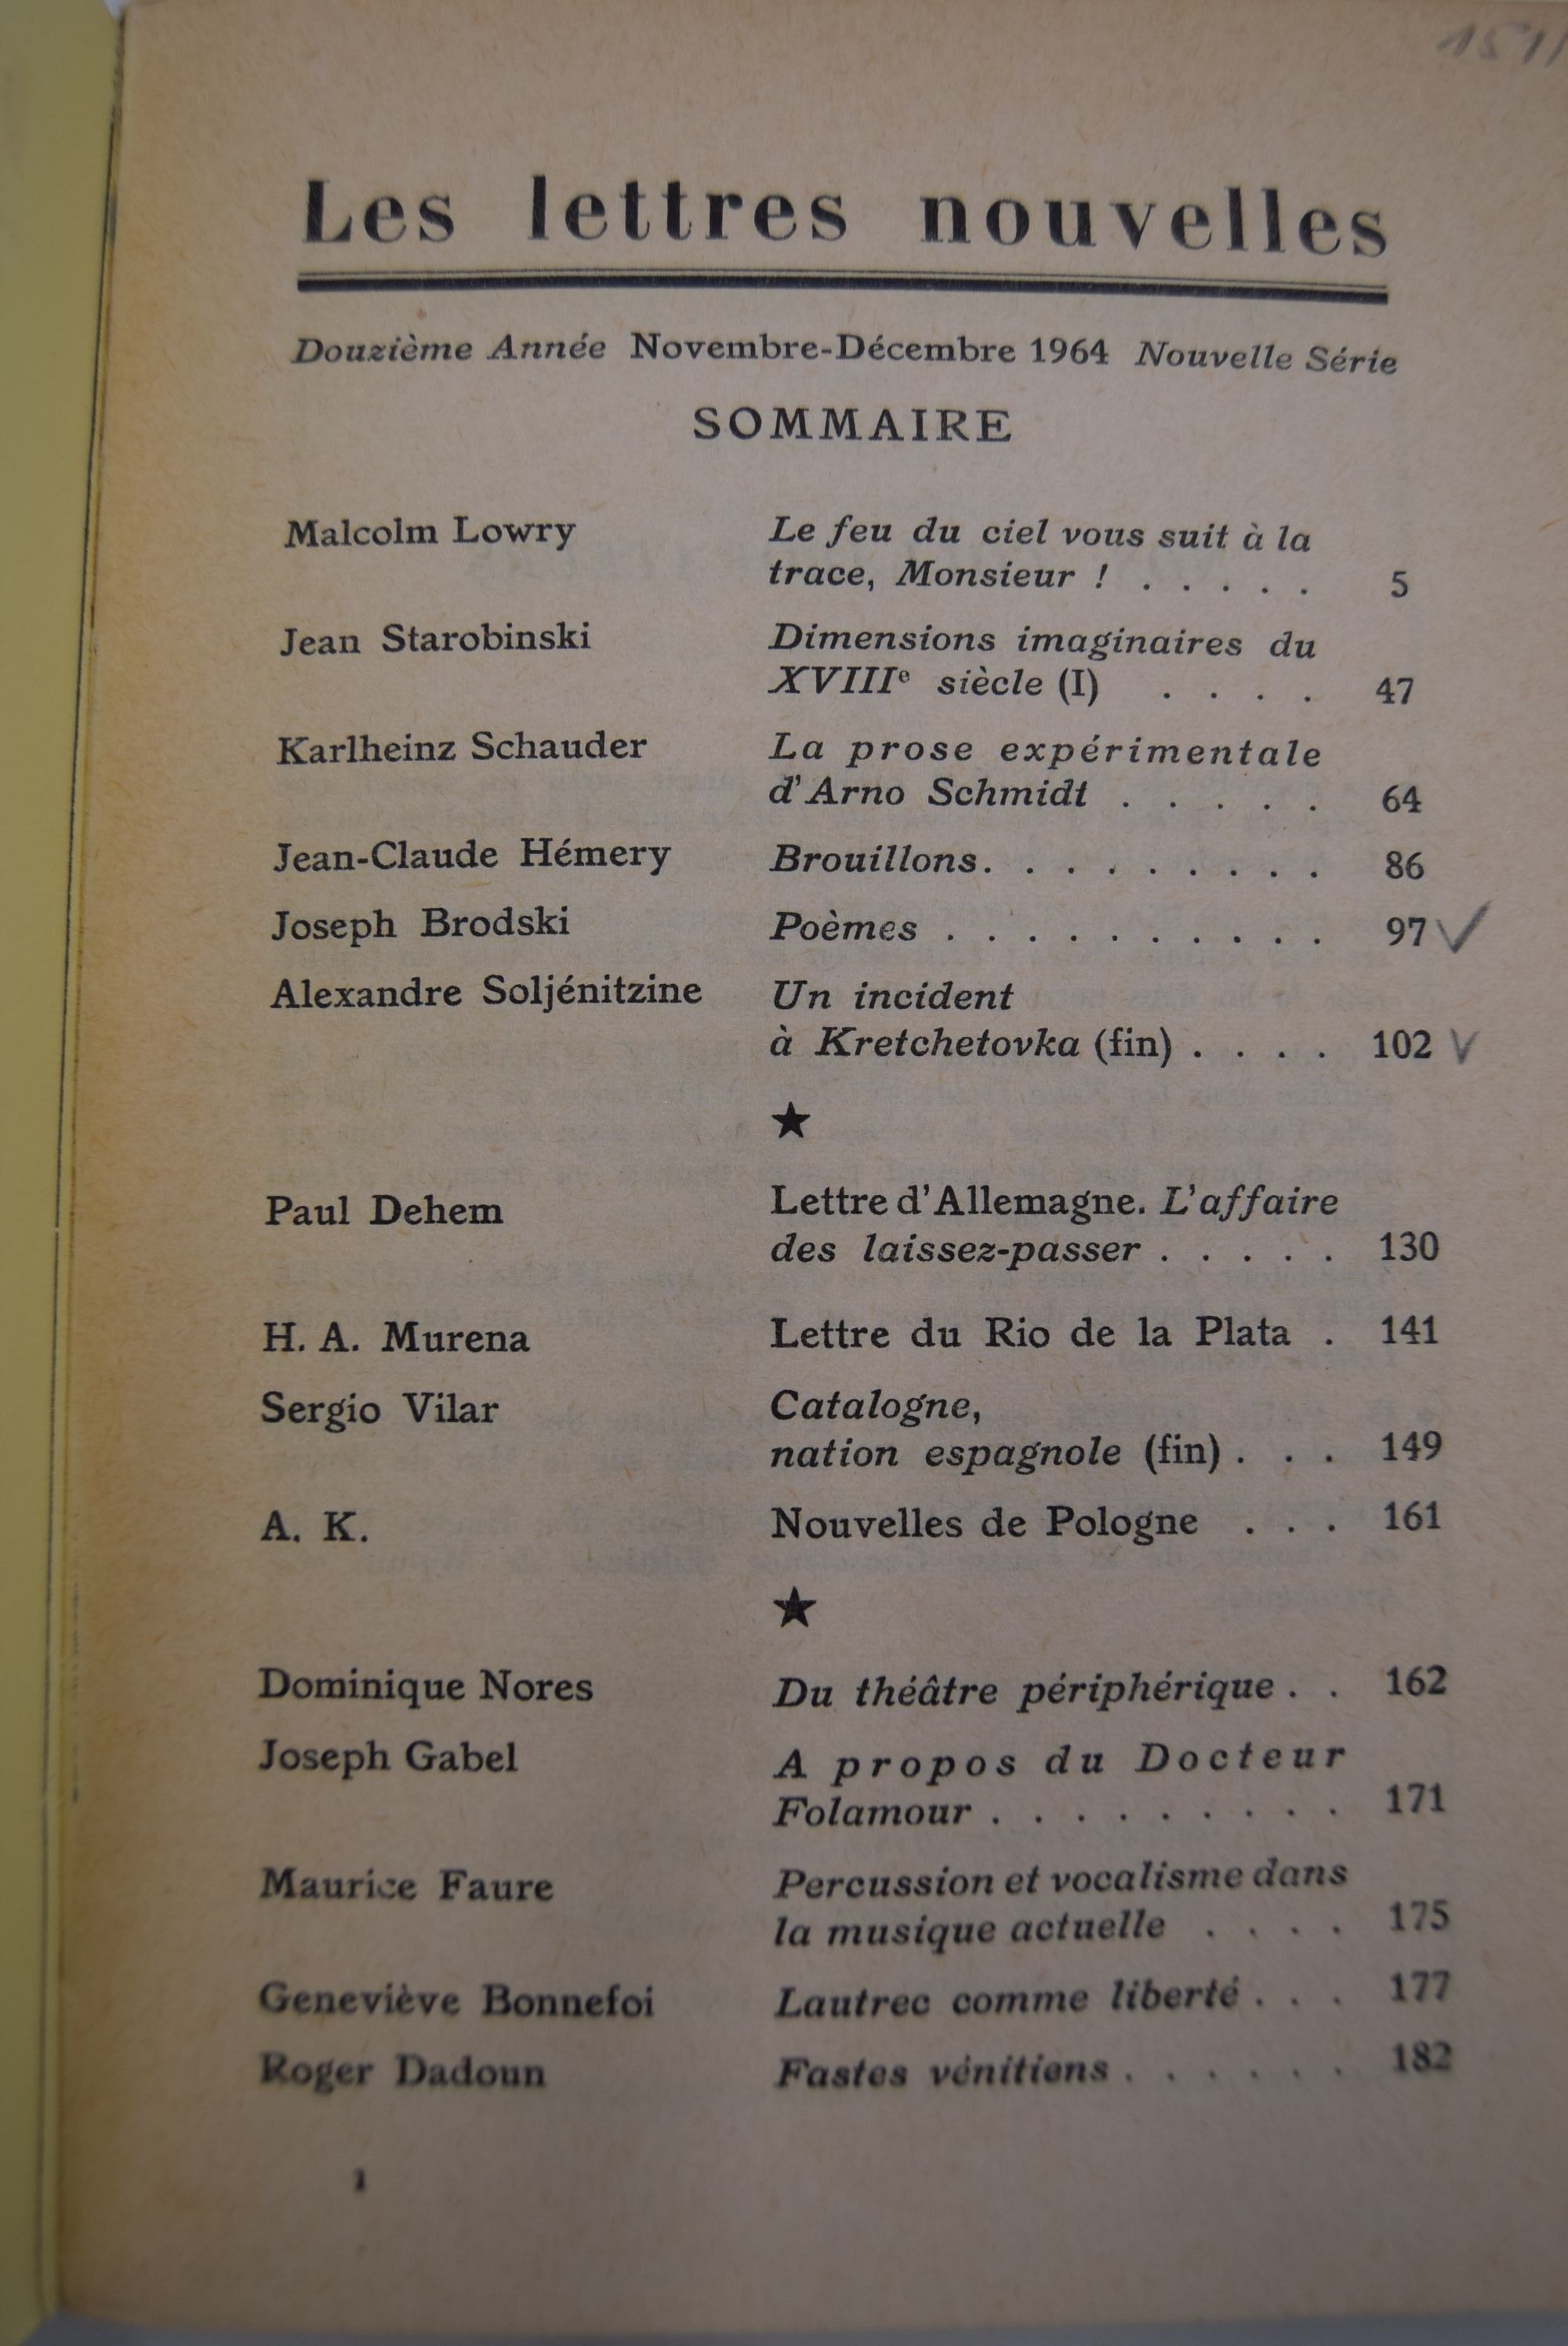 Les lettres nouvelles
Douzième Année Novembre-Décembre 1964 Nouvelle Série
SOMMAIRE
Malcolm Lowry Le feu du ciel vous suit à la
trace, Monsieur ! . . . . . 5
Jean Starobinski Dimensions imaginaires du
XVIIIe siècle (I) . . . . 47
Karlheinz Schauder La prose expérimentale
d'Arno Schmidt . . . . . 64
Jean-Claude Hémery Brouillons. . . . . . . . . 86
Joseph Brodski Poèmes . . . . . . . . . . 97
Alexandre Soljénitzine Un incident
à Kretchetovka (fin) . . . . 102
Paul Dehem Lettre d'Allemagne. L'affaire
des laissez-passer . . . . . 130
H. A. Murena Lettre du Rio de la Plata . 141
Sergio Vilar Catalogne,
nation espagnole (fin) . . . 149
A. K. Nouvelles de Pologne . . . 161
Dominique Nores Du théâtre périphérique . . 162
Joseph Gabel A propos du Docteur
Folamour . . . . . . . . . 171
Maurice Faure Percussion et vocalisme dans
la musique actuelle . . . . 175
Geneviève Bonnefoi Lautrec comme liberté . . . 177
Roger Dadoun Fastes vénitiens . . . . . . 182
1